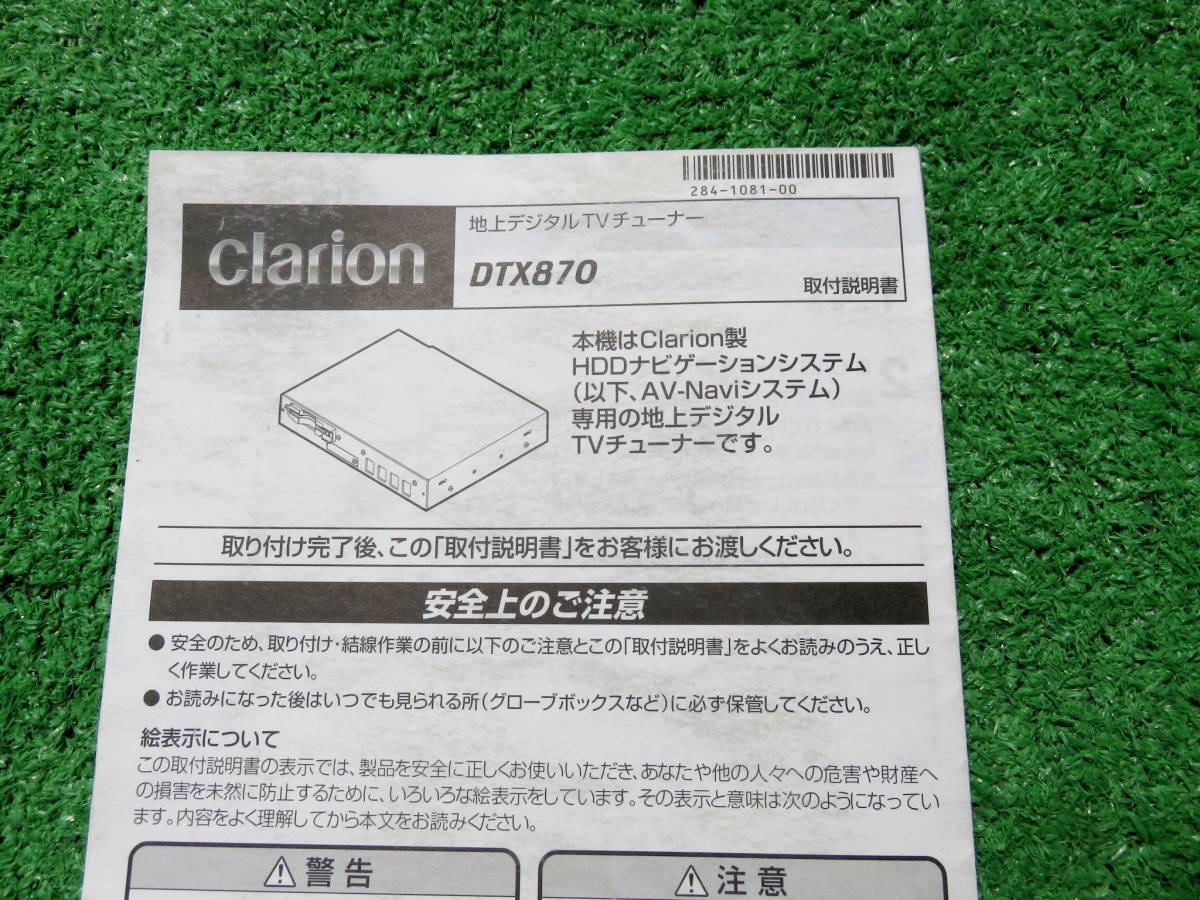 284-1081-00
clarion
地上デジタルTVチューナー
DTX870
取付説明書
本機はClarion製
HDDナビゲーションシステム
(以下、AV-Naviシステム)
専用の地上デジタル
TVチューナーです。
取り付け完了後、この「取付説明書」をお客様にお渡しください。
安全上のご注意
● 安全のため、取り付け・結線作業の前に以下のご注意とこの「取付説明書」をよくお読みのうえ、正し
く作業してください。
● お読みになった後はいつでも見られる所(グローブボックスなど)に必ず保管してください。
絵表示について
この取付説明書の表示では、製品を安全に正しくお使いいただき、あなたや他の人々への危害や財産へ
の損害を未然に防止するために、いろいろな絵表示をしています。その表示と意味は次のようになってい
ます。内容をよく理解してから本文をお読みください。
⚠警告
⚠注意